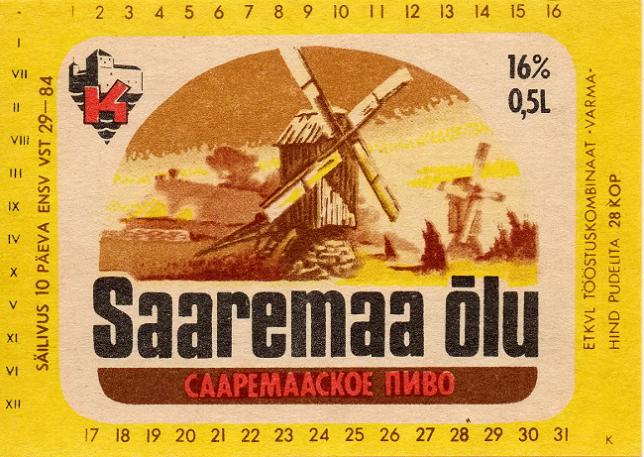 - 1 2 3 4 5 6 7 8 9 10 11 12 13 14 15 16
I
VII
II
VIII
III
IX
IV
X
V
XI
VI
XII
SÄILIVUS 10 PÄEVA ENSV VST 29-84
K
16%
0,5L
Saaremaa õlu
СААРЕМААСКОЕ ПИВО
ETKVL TÖÖSTUSKOMBINAAT -VARMA-
HIND PUDELITA 28 KOP
17 18 19 20 21 22 23 24 25 26 27 28 29 30 31
K